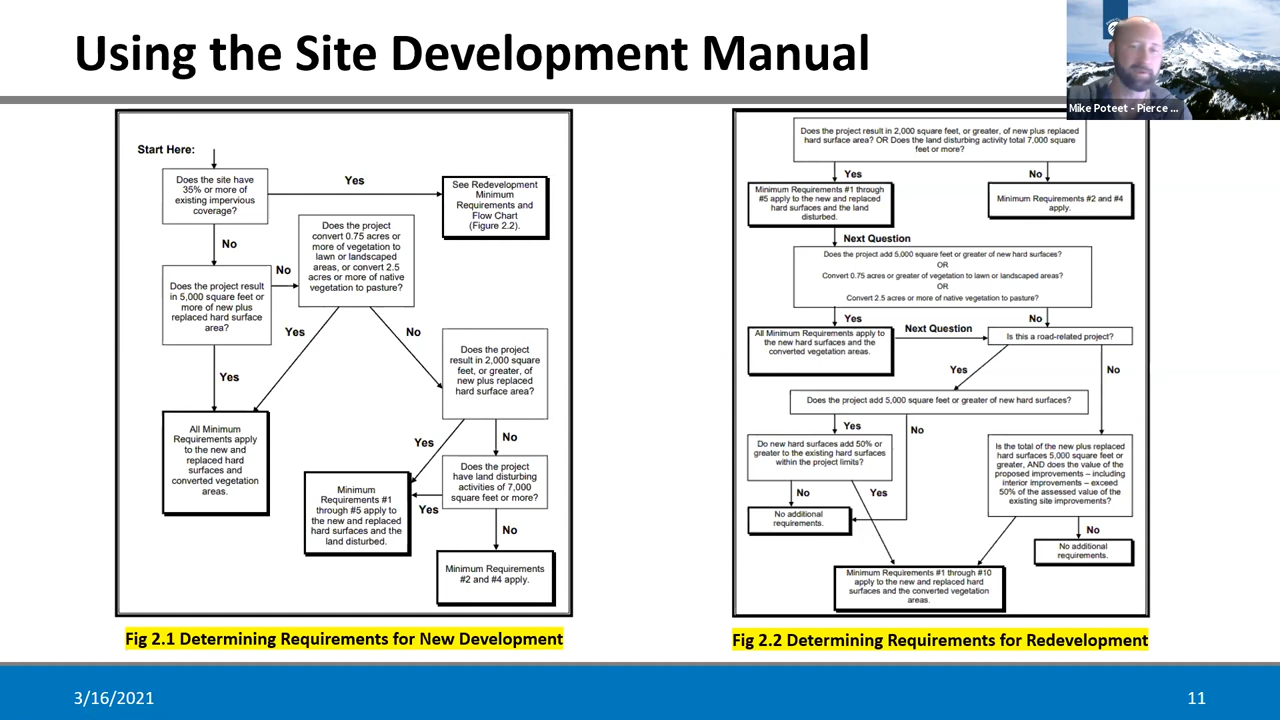 Using the Site Development Manual
Mike Poteet - Pierce ...
Start Here:
Does the site have
35% or more of
existing impervious
coverage?
Yes
See Redevelopment
Minimum
Requirements and
Flow Chart
(Figure 2.2).
No
Does the project result
in 5,000 square feet or
more of new plus
replaced hard surface
area?
No
Does the project
convert 0.75 acres or
more of vegetation to
lawn or landscaped
areas, or convert 2.5
acres or more of native
vegetation to pasture?
Yes
No
Yes
All Minimum
Requirements apply
to the new and
replaced hard
surfaces and
converted vegetation
areas.
Does the project
result in 2,000 square
feet, or greater, of
new plus replaced
hard surface area?
Yes
No
Minimum
Requirements #1
through #5 apply to
the new and replaced
hard surfaces and the
land disturbed.
Yes
Does the project
have land disturbing
activities of 7,000
square feet or more?
No
Minimum Requirements
#2 and #4 apply.
Fig 2.1 Determining Requirements for New Development
Does the project result in 2,000 square feet, or greater, of new plus replaced
hard surface area? OR Does the land disturbing activity total 7,000 square
feet or more?
Yes
No
Minimum Requirements #1 through
#5 apply to the new and replaced
hard surfaces and the land
disturbed.
Minimum Requirements #2 and #4
apply.
Next Question
Does the project add 5,000 square feet or greater of new hard surfaces?
OR
Convert 0.75 acres or greater of vegetation to lawn or landscaped areas?
OR
Convert 2.5 acres or more of native vegetation to pasture?
Yes
No
All Minimum Requirements apply to
the new hard surfaces and the
converted vegetation areas.
Next Question
Is this a road-related project?
Yes
No
Does the project add 5,000 square feet or greater of new hard surfaces?
Yes
No
Do new hard surfaces add 50% or
greater to the existing hard surfaces
within the project limits?
Is the total of the new plus replaced
hard surfaces 5,000 square feet or
greater, AND does the value of the
proposed improvements – including
interior improvements – exceed
50% of the assessed value of the
existing site improvements?
No
Yes
No additional
requirements.
No
No additional
requirements.
Minimum Requirements #1 through #10
apply to the new and replaced hard
surfaces and the converted vegetation
areas.
Fig 2.2 Determining Requirements for Redevelopment
3/16/2021
11